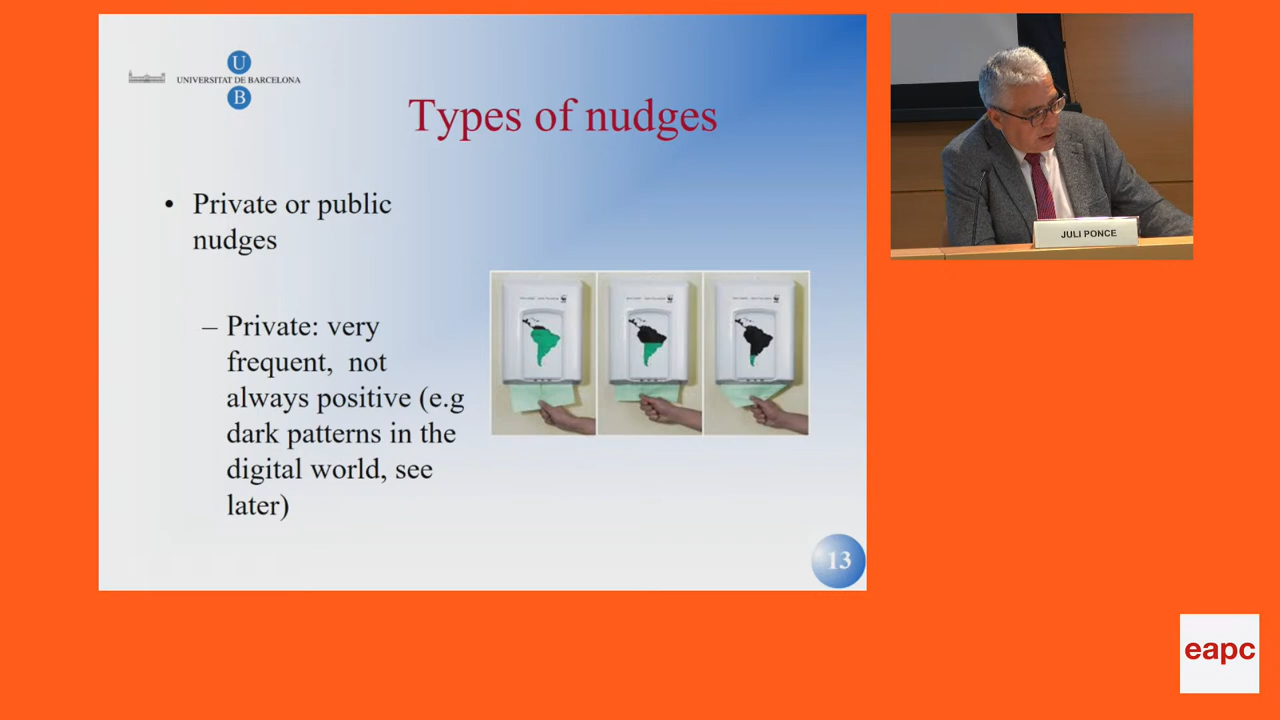 U
UNIVERSITAT DE BARCELONA
B
Types of nudges
• Private or public
nudges
– Private: very
frequent, not
always positive (e.g
dark patterns in the
digital world, see
later)
13
JULI PONCE
eapc